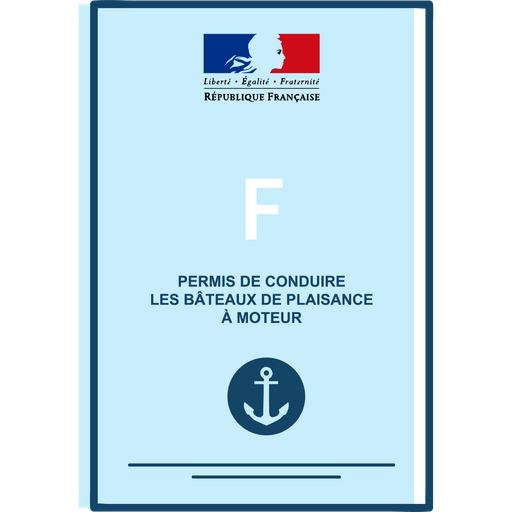 Liberté • Égalité • Fraternité
RÉPUBLIQUE FRANÇAISE
F
PERMIS DE CONDUIRE
LES BÂTEAUX DE PLAISANCE
À MOTEUR